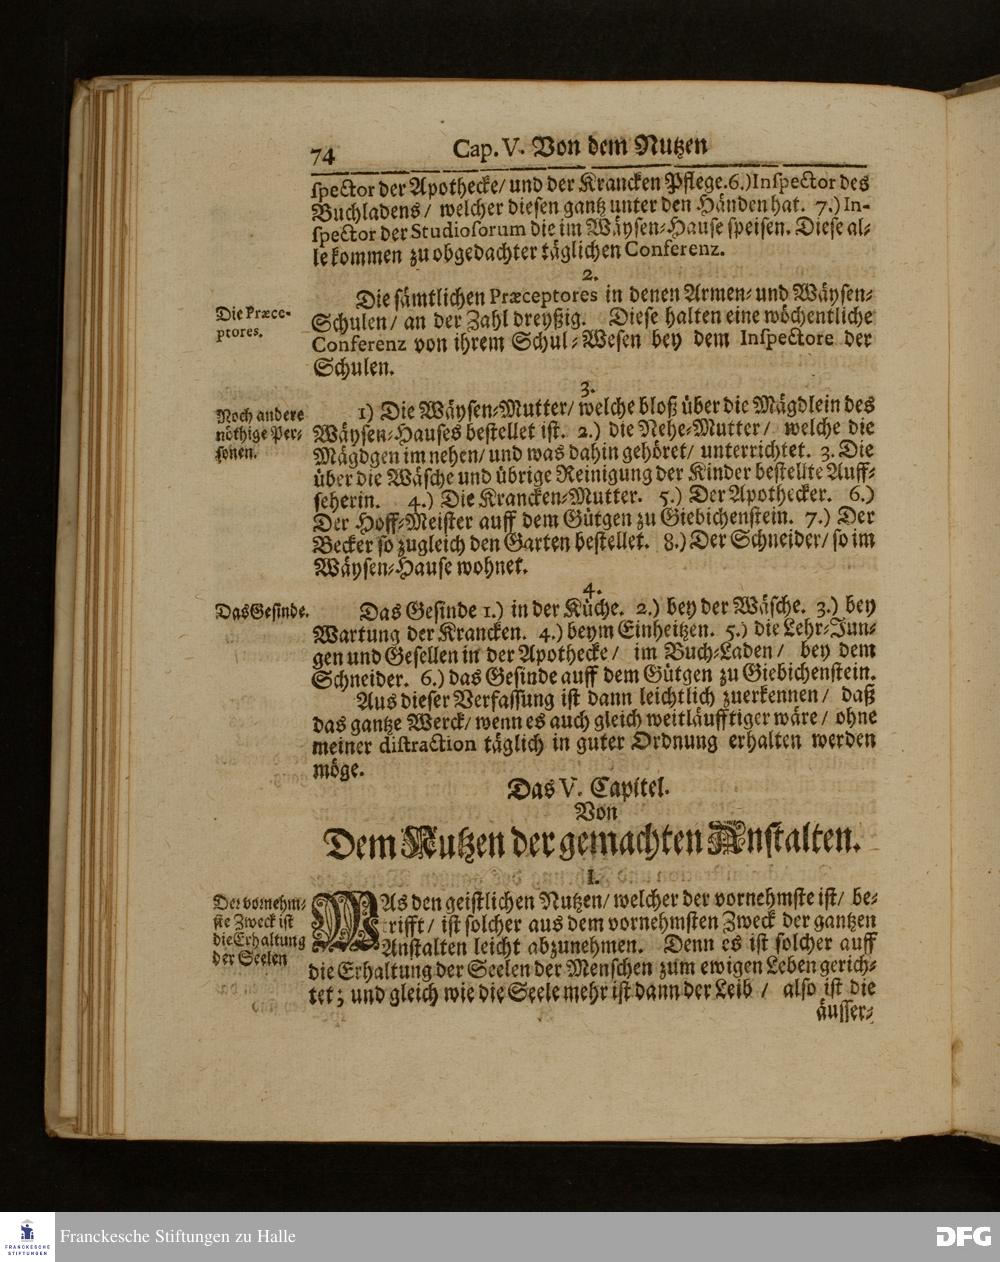 74
Cap. V. Von dem Nutzen
spector der Apothecke/ und der Krancken Pflege. 6.) Inspector des
Buchladens/ welcher diesen gantz unter den Händen hat. 7.) In-
spector der Studiosorum die im Wäysen-Hause speisen. Diese al-
le kommen zu obgedachter täglichen Conferenz.
2.
Die Præce-
ptores.
Die sämtlichen Præceptores in denen Armen- und Wäysen-
Schulen/ an der Zahl dreyßig. Diese halten eine wöchentliche
Conferenz von ihrem Schul-Wesen bey dem Inspectore der
Schulen.
3.
Noch andere
nöthige Per-
sonen.
1) Die Wäysen-Mutter/ welche bloß über die Mägdlein des
Wäysen-Hauses bestellet ist. 2.) die Nehe-Mutter/ welche die
Mägdgen im nehen/ und was dahin gehöret/ unterrichtet. 3. Die
über die Wäsche und übrige Reinigung der Kinder bestellte Auff-
seherin. 4.) Die Krancken-Mutter. 5.) Der Apothecker. 6.)
Der Hoff-Meister auff dem Gütgen zu Giebichenstein. 7.) Der
Becker so zugleich den Garten bestellet. 8.) Der Schneider/ so im
Wäysen-Hause wohnet.
4.
Das Gesinde.
Das Gesinde 1.) in der Küche. 2.) bey der Wäsche. 3.) bey
Wartung der Krancken. 4.) beym Einheitzen. 5.) die Lehr-Jun-
gen und Gesellen in der Apothecke/ im Buch-Laden/ bey dem
Schneider. 6.) das Gesinde auff dem Gütgen zu Giebichenstein.
Aus dieser Verfassung ist dann leichtlich zuerkennen/ daß
das gantze Werck/ wenn es auch gleich weitläufftiger wäre/ ohne
meiner distraction täglich in guter Ordnung erhalten werden
möge.
Das V. Capitel.
Von
Dem Nutzen der gemachten Anstalten.
1.
Der vornehm-
ste Zweck ist
die Erhaltung
der Seelen
WAs den geistlichen Nutzen/ welcher der vornehmste ist/ be-
trifft/ ist solcher aus dem vornehmsten Zweck der gantzen
Anstalten leicht abzunehmen. Denn es ist solcher auff
die Erhaltung der Seelen der Menschen zum ewigen Leben gerich-
tet; und gleich wie die Seele mehr ist dann der Leib/ also ist die
äusser-
FRANCKESCHE
STIFTUNGEN
Franckesche Stiftungen zu Halle
DFG